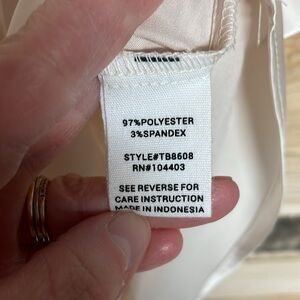 97%POLYESTER
3%SPANDEX
STYLE#TB8608
RN#104403
SEE REVERSE FOR
CARE INSTRUCTION
MADE IN INDONESIA